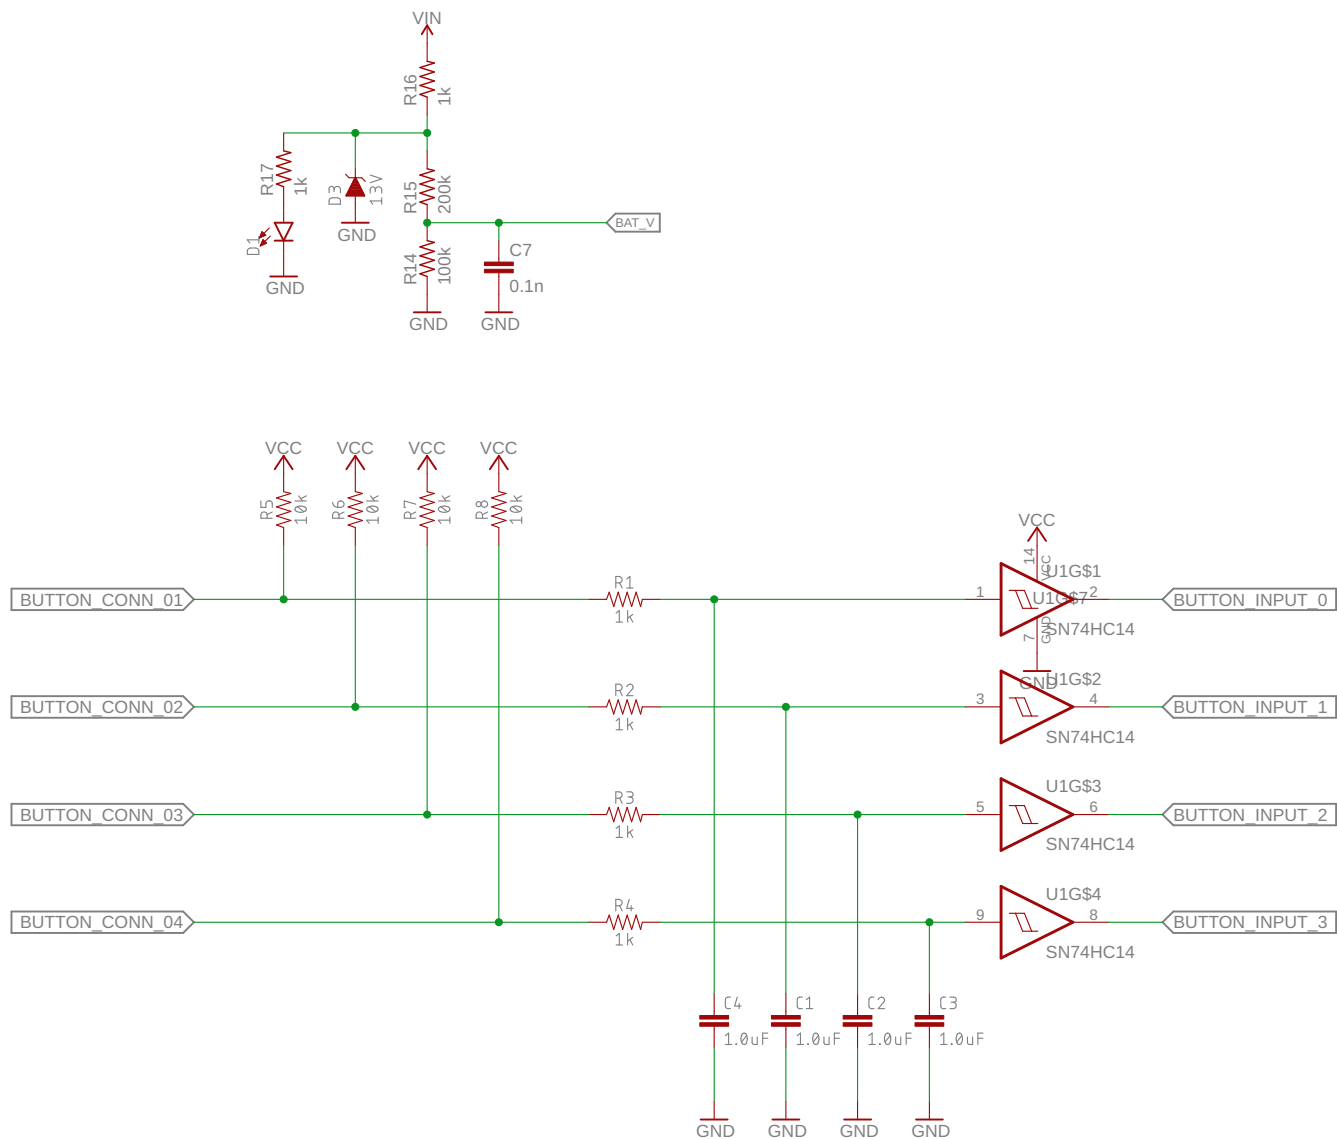 VIN
R16
1k
R17
1k
D3
13V
R15
200k
BAT_V
GND
D1
R14
100k
C7
0.1n
GND
GND
GND
VCC
VCC
VCC
VCC
R5
10k
R6
10k
R7
10k
R8
10k
VCC
14
VCC
U1G$1
BUTTON_CONN_01
R1
1k
1
U1G$7
2
BUTTON_INPUT_0
SN74HC14
7
GND
GND
U1G$2
BUTTON_CONN_02
R2
1k
3
4
BUTTON_INPUT_1
SN74HC14
U1G$3
BUTTON_CONN_03
R3
1k
5
6
BUTTON_INPUT_2
SN74HC14
U1G$4
BUTTON_CONN_04
R4
1k
9
8
BUTTON_INPUT_3
SN74HC14
C4
1.0uF
C1
1.0uF
C2
1.0uF
C3
1.0uF
GND
GND
GND
GND